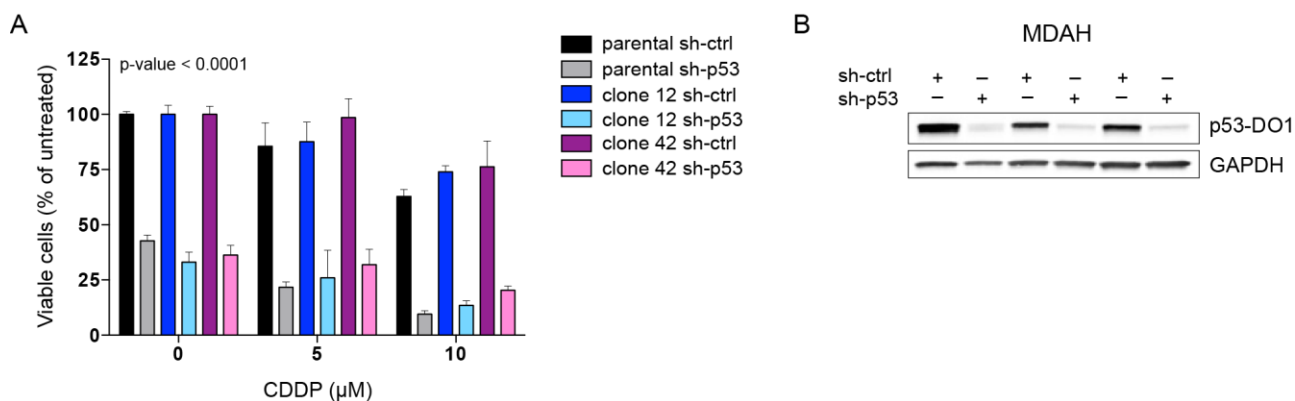 A
p-value < 0.0001
Viable cells (% of untreated)
125
100
75
50
25
0
0 5 10
CDDP (µM)
parental sh-ctrl
parental sh-p53
clone 12 sh-ctrl
clone 12 sh-p53
clone 42 sh-ctrl
clone 42 sh-p53
B
MDAH
sh-ctrl + – + – + –
sh-p53 – + – + – +
p53-DO1
GAPDH